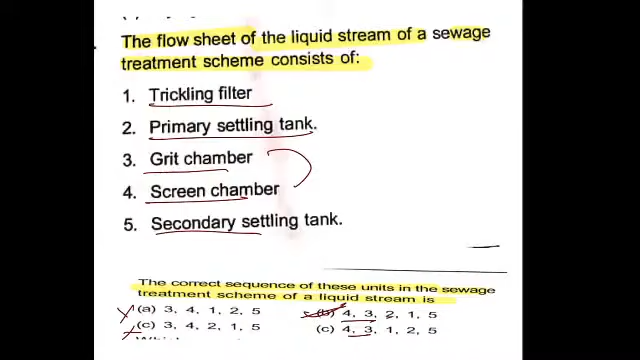 The flow sheet of the liquid stream of a sewage
treatment scheme consists of:
1. Trickling filter
2. Primary settling tank.
3. Grit chamber
4. Screen chamber
5. Secondary settling tank.
The correct sequence of these units in the sewage
treatment scheme of a liquid stream is
(a) 3, 4, 1, 2, 5 (b) 4, 3, 2, 1, 5
(c) 3, 4, 2, 1, 5 (c) 4, 3, 1, 2, 5